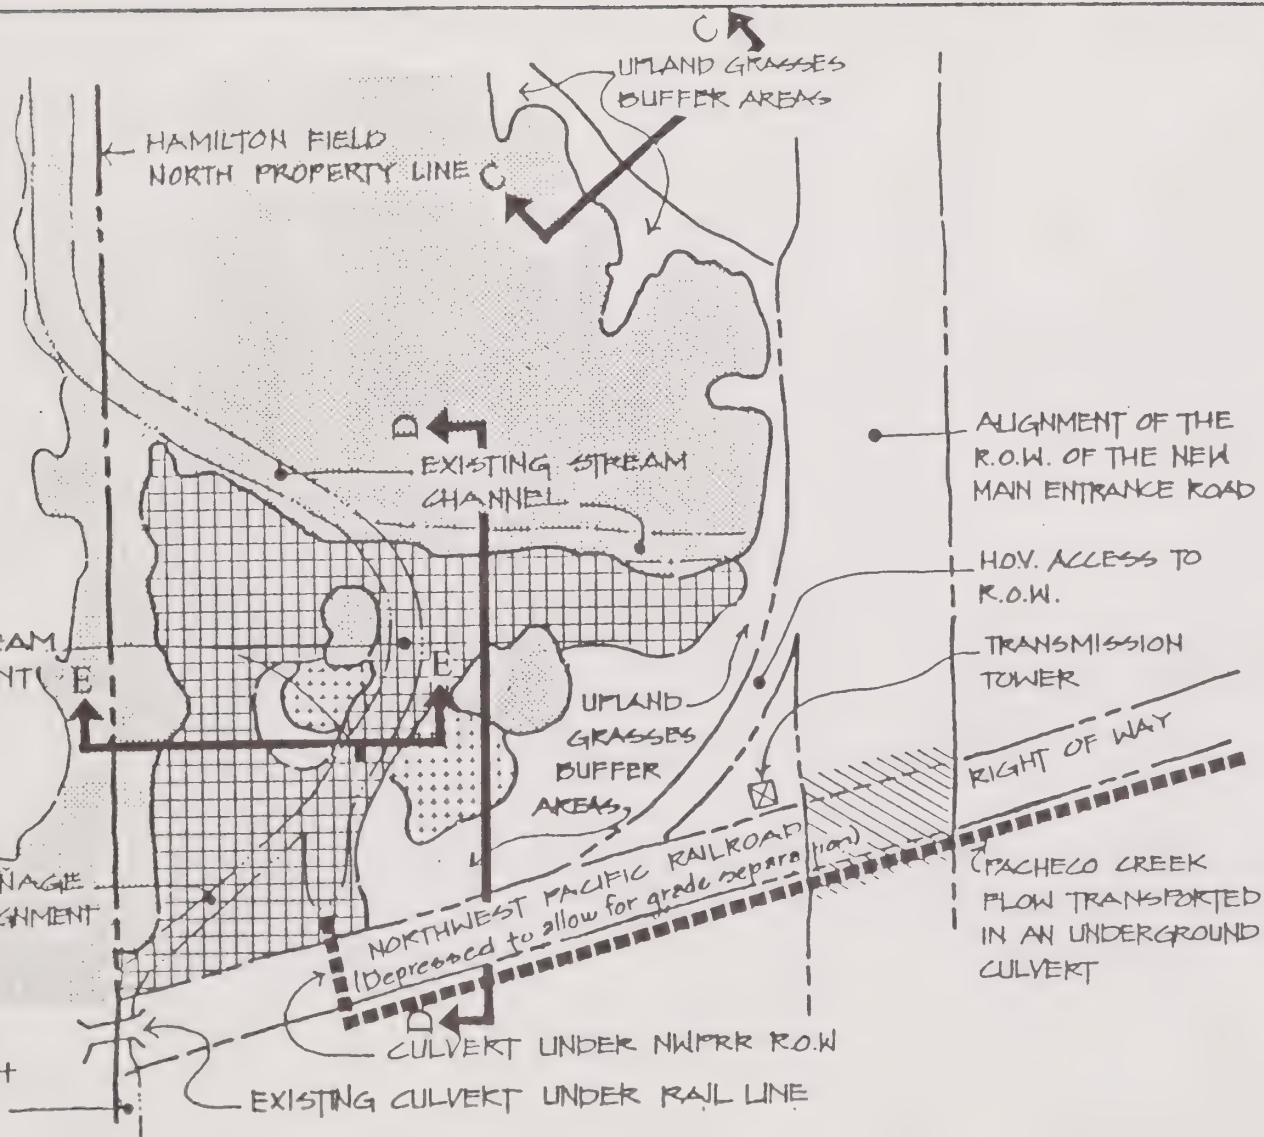 C
UPLAND GRASSES
BUFFER AREAS
HAMILTON FIELD
NORTH PROPERTY LINE
C
D
EXISTING STREAM
CHANNEL
ALIGNMENT OF THE
R.O.W. OF THE NEW
MAIN ENTRANCE ROAD
H.O.V. ACCESS TO
R.O.W.
TRANSMISSION
TOWER
E
E
UPLAND
GRASSES
BUFFER
AREAS
RIGHT OF WAY
NORTHWEST PACIFIC RAILROAD
(Depressed to allow for grade separation)
PACHECO CREEK
FLOW TRANSPORTED
IN AN UNDERGROUND
CULVERT
D
CULVERT UNDER NWPRR R.O.W
EXISTING CULVERT UNDER RAIL LINE